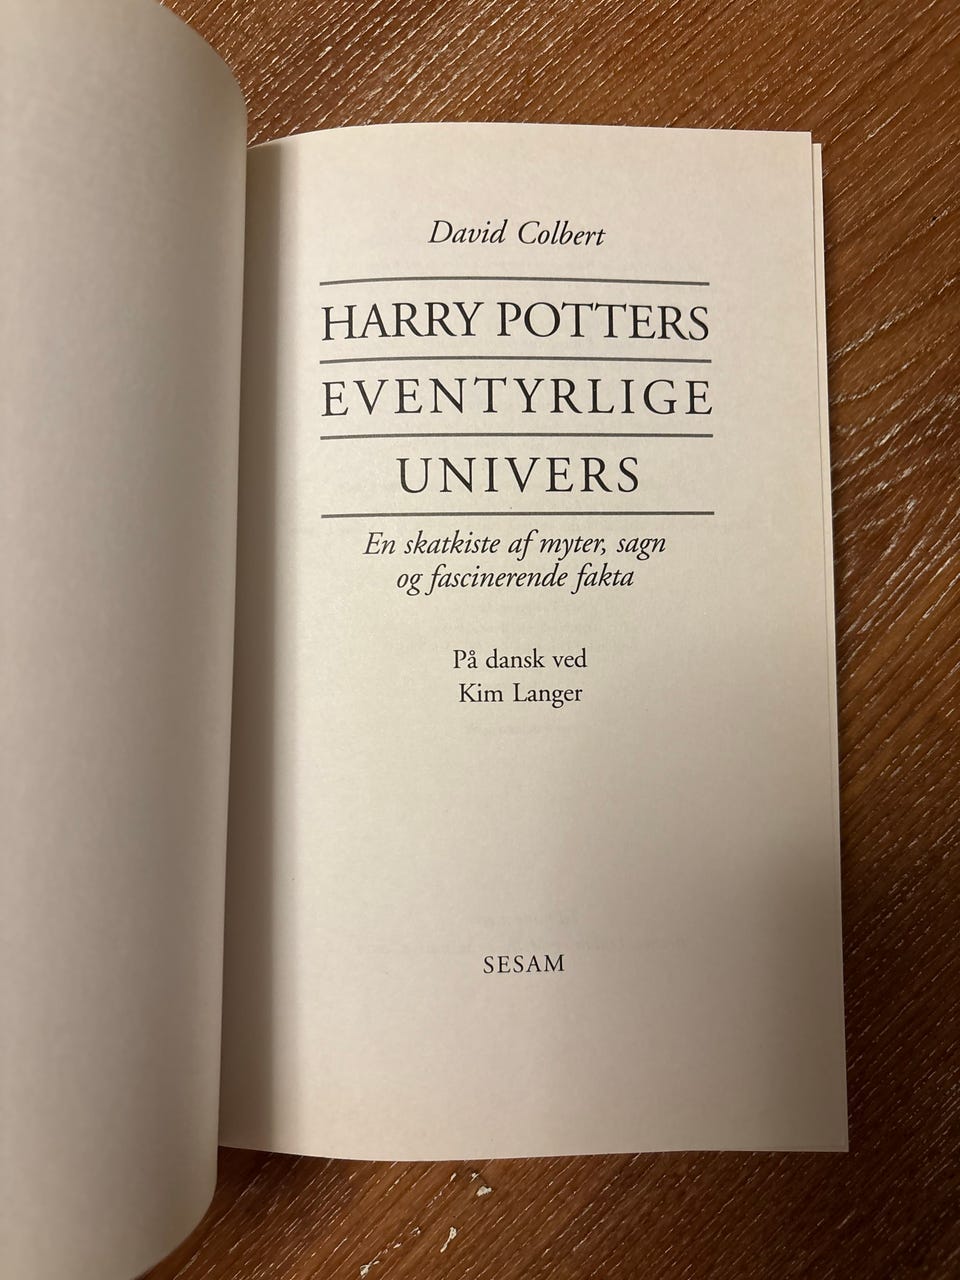 David Colbert
HARRY POTTERS
EVENTYRLIGE
UNIVERS
En skatkiste af myter, sagn
og fascinerende fakta
På dansk ved
Kim Langer
SESAM